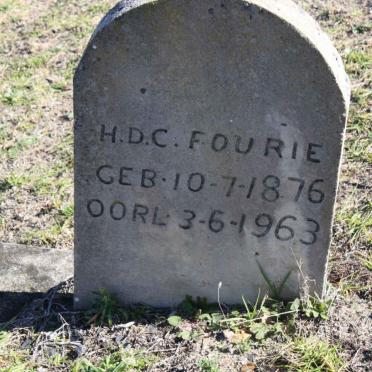 H.D.C. FOURIE
GEB. 10-7-1876
OORL. 3-6-1963